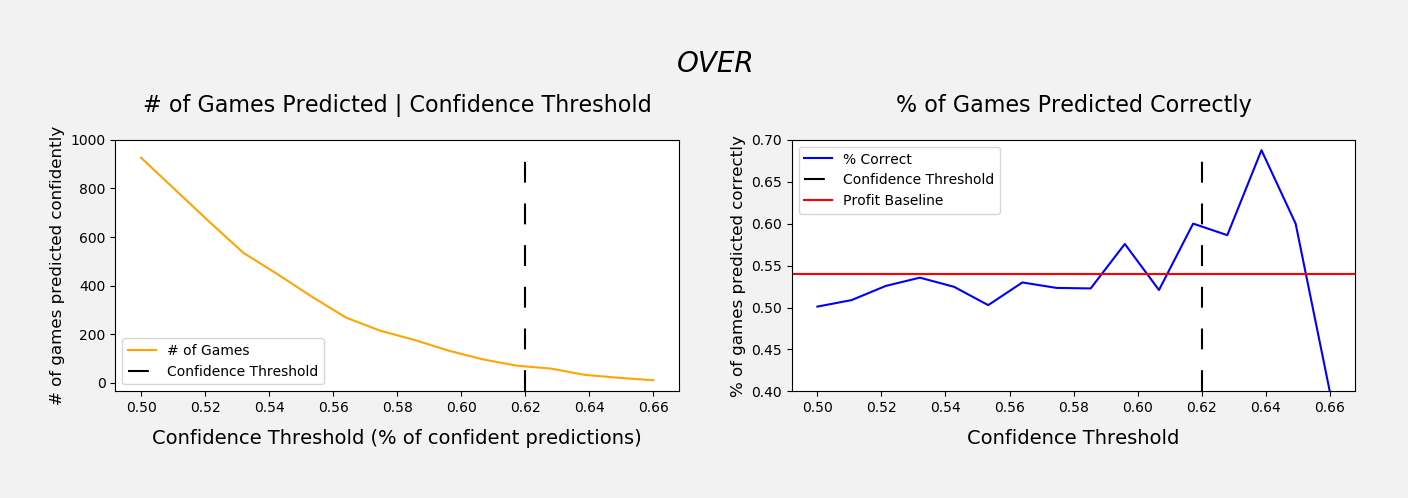 OVER
# of Games Predicted | Confidence Threshold
# of games predicted confidently
1000
800
600
400
200
0
# of Games
Confidence Threshold
0.50 0.52 0.54 0.56 0.58 0.60 0.62 0.64 0.66
Confidence Threshold (% of confident predictions)
% of Games Predicted Correctly
% of games predicted correctly
0.70
0.65
0.60
0.55
0.50
0.45
0.40
% Correct
Confidence Threshold
Profit Baseline
0.50 0.52 0.54 0.56 0.58 0.60 0.62 0.64 0.66
Confidence Threshold